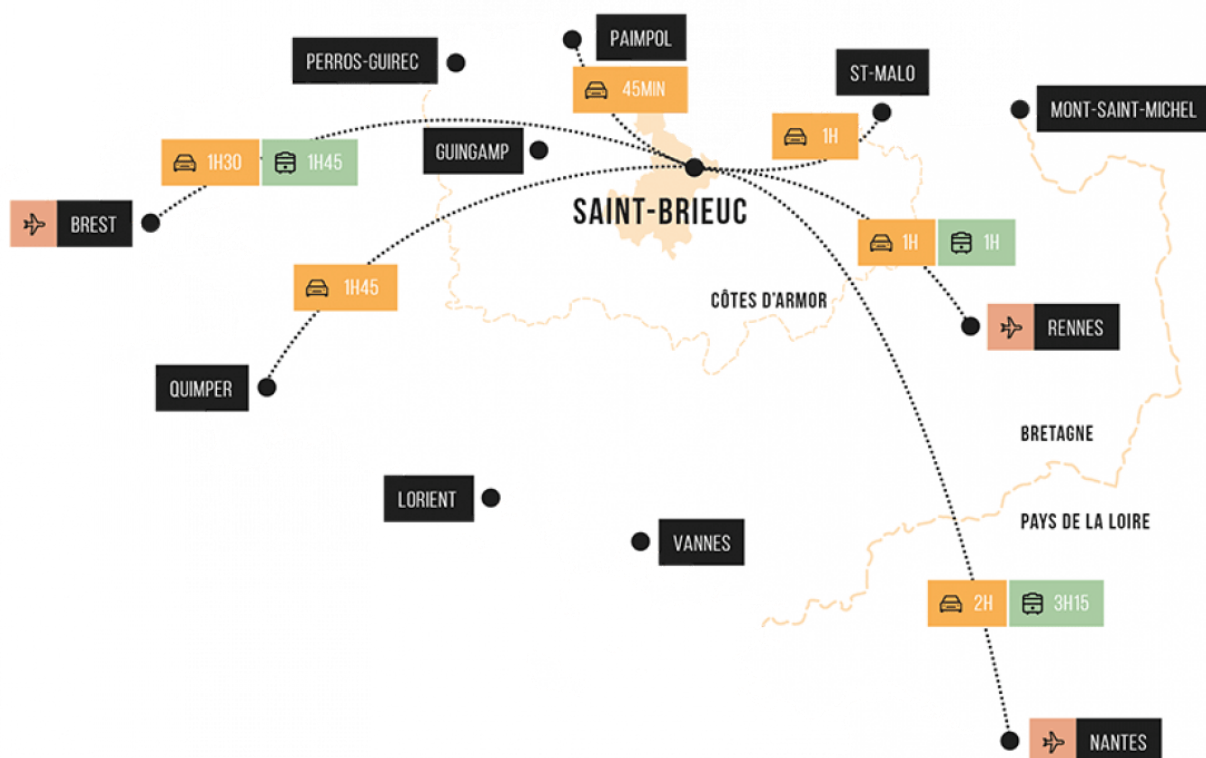 PAIMPOL
PERROS-GUIREC
ST-MALO
45MIN
MONT-SAINT-MICHEL
1H
GUINGAMP
1H30
1H45
SAINT-BRIEUC
BREST
1H
1H
1H45
CÔTES D'ARMOR
RENNES
QUIMPER
BRETAGNE
LORIENT
PAYS DE LA LOIRE
VANNES
2H
3H15
NANTES